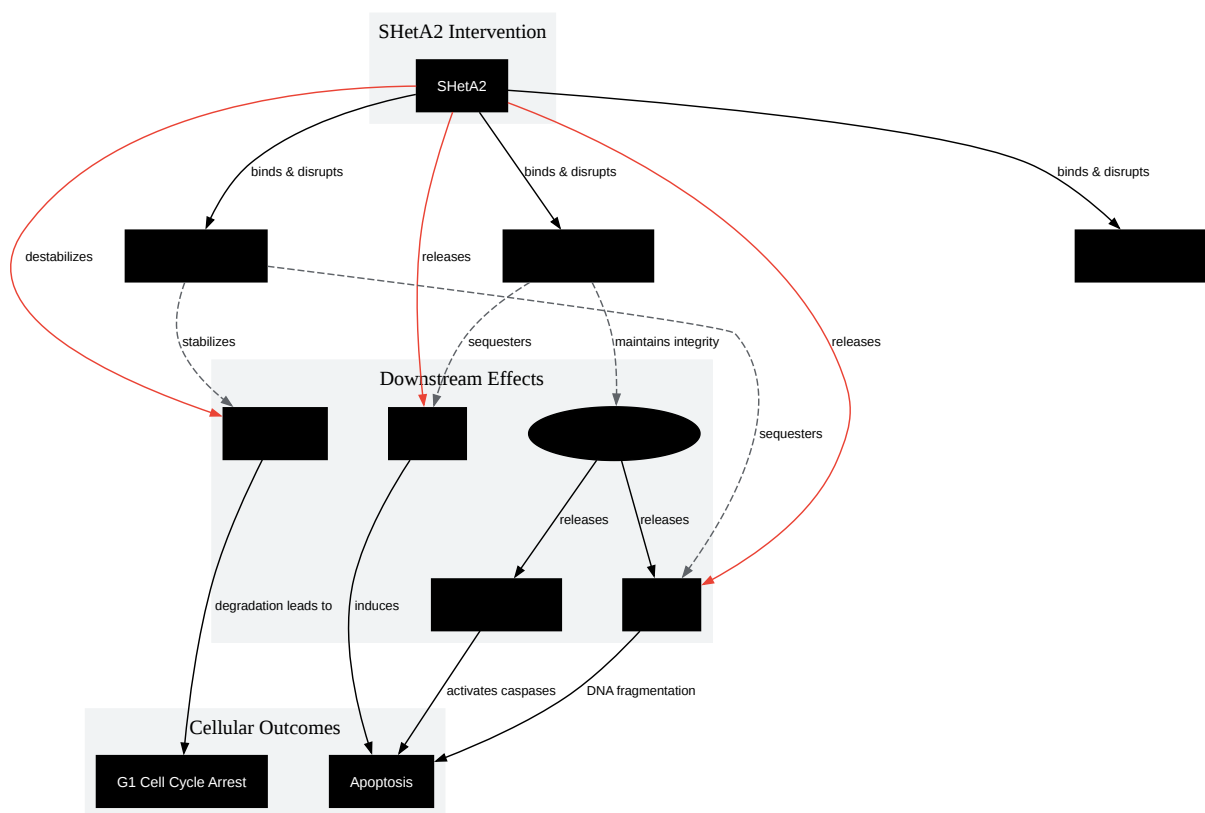 SHetA2 Intervention
SHetA2
binds & disrupts
binds & disrupts
binds & disrupts
destabilizes
releases
stabilizes
sequesters
maintains integrity
releases
Downstream Effects
sequesters
releases
releases
degradation leads to
induces
activates caspases
DNA fragmentation
Cellular Outcomes
G1 Cell Cycle Arrest
Apoptosis